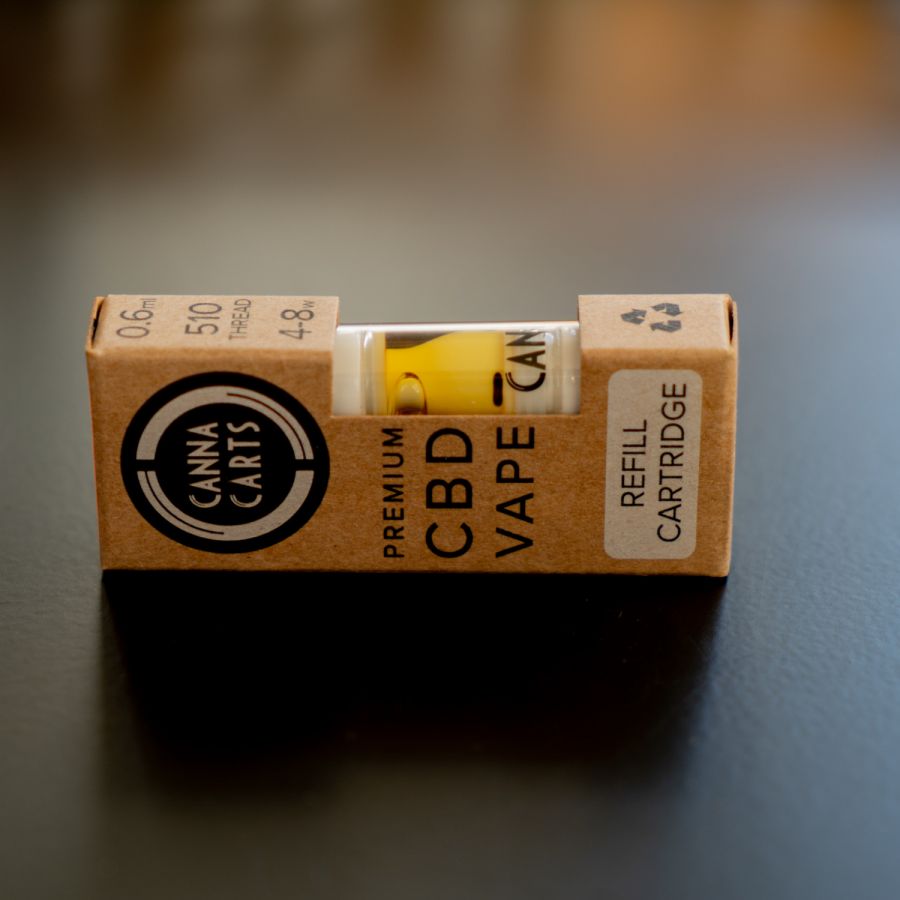 0.6ml
510
THREAD
4-8w
CANNA
CARTS
PREMIUM
CBD
VAPE
CAN
REFILL
CARTRIDGE